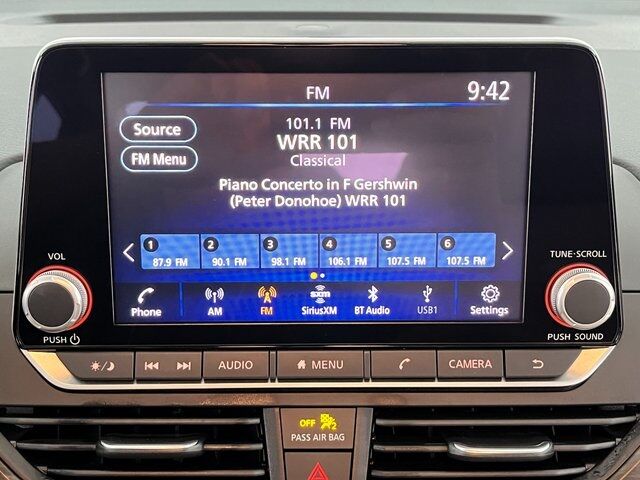 FM
9:42
Source
FM Menu
101.1 FM
WRR 101
Classical
Piano Concerto in F Gershwin
(Peter Donohoe) WRR 101
1 2 3 4 5 6
87.9 FM 90.1 FM 98.1 FM 106.1 FM 107.5 FM 107.5 FM
Phone AM FM SiriusXM BT Audio USB1 Settings
sxm
VOL
PUSH
TUNE·SCROLL
PUSH SOUND
AUDIO MENU CAMERA
OFF 2
PASS AIR BAG